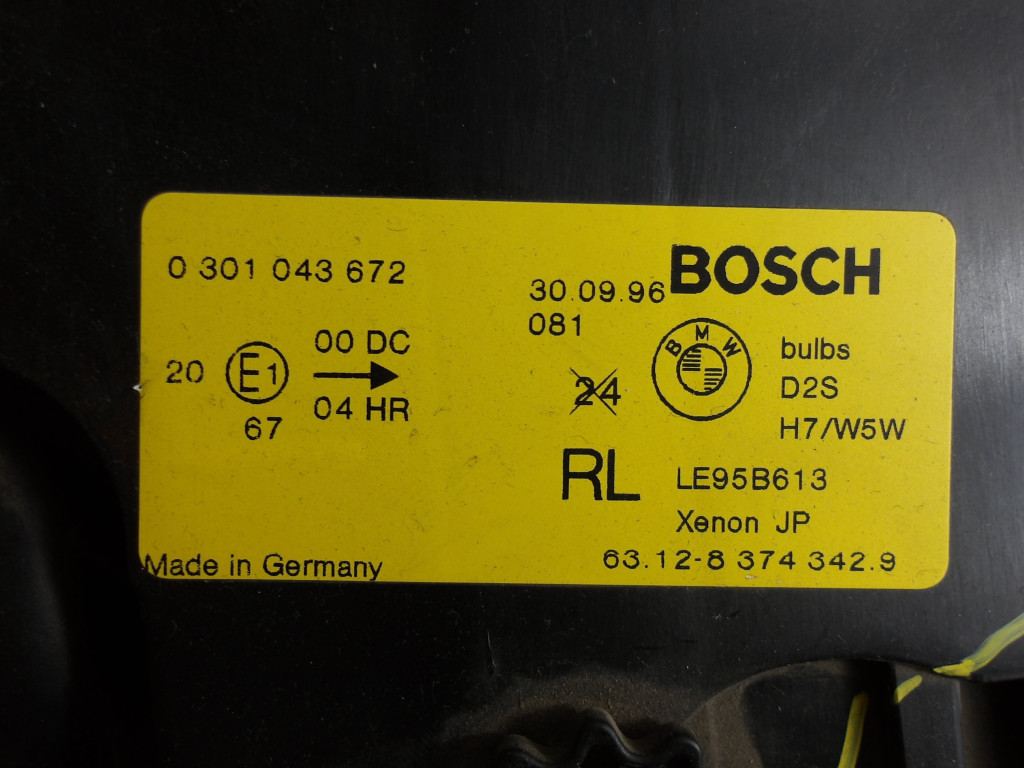 0 301 043 672
30.09.96
BOSCH
081
20 E1 00 DC
04 HR
67
24
BMW
bulbs
D2S
H7/W5W
RL
LE95B613
Xenon JP
Made in Germany
63.12-8 374 342.9